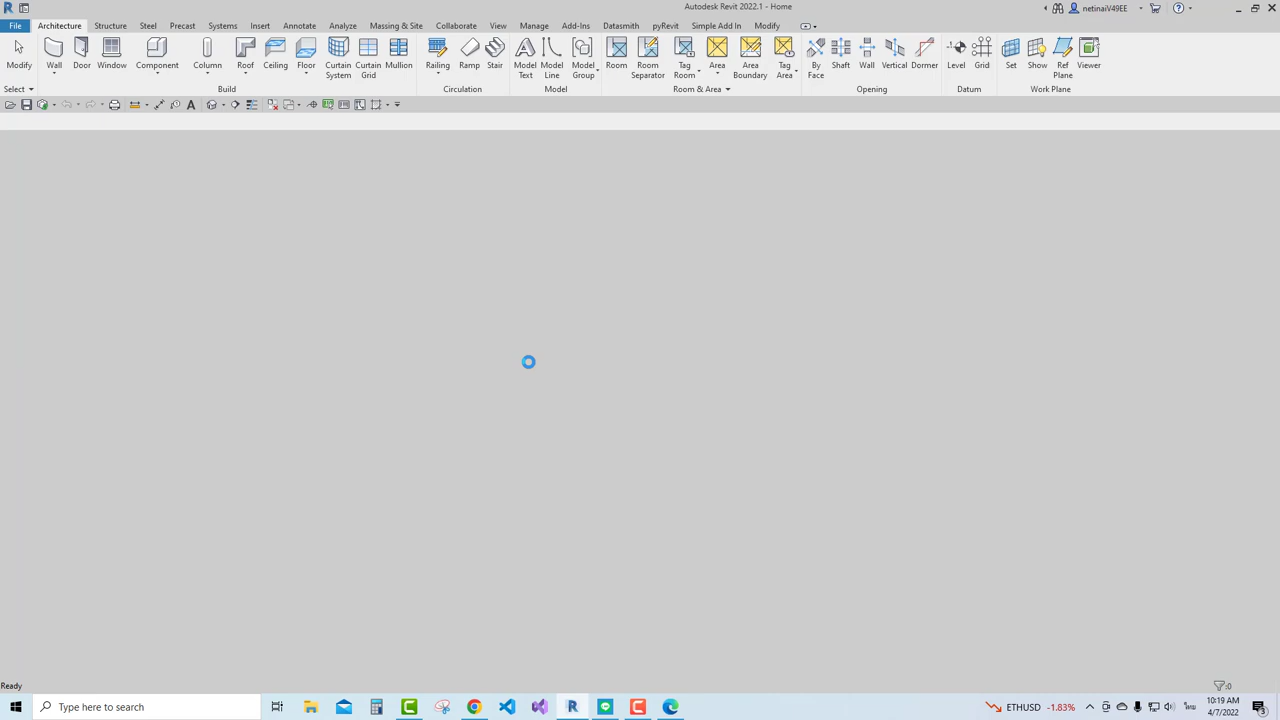 Autodesk Revit 2022.1 - Home
netinaiV49EE
File Architecture Structure Steel Precast Systems Insert Annotate Analyze Massing & Site Collaborate View Manage Add-Ins Datasmith pyRevit Simple Add In Modify
Modify Wall Door Window Component Column Roof Ceiling Floor Curtain System Curtain Grid Mullion Railing Ramp Stair Model Text Model Line Model Group Room Room Separator Tag Room Area Area Boundary Tag Area By Face Shaft Wall Vertical Dormer Level Grid Set Show Ref Plane Viewer
Select Build Circulation Model Room & Area Opening Datum Work Plane
Ready
:0
Type here to search
ETHUSD -1.83%
10:19 AM
4/7/2022